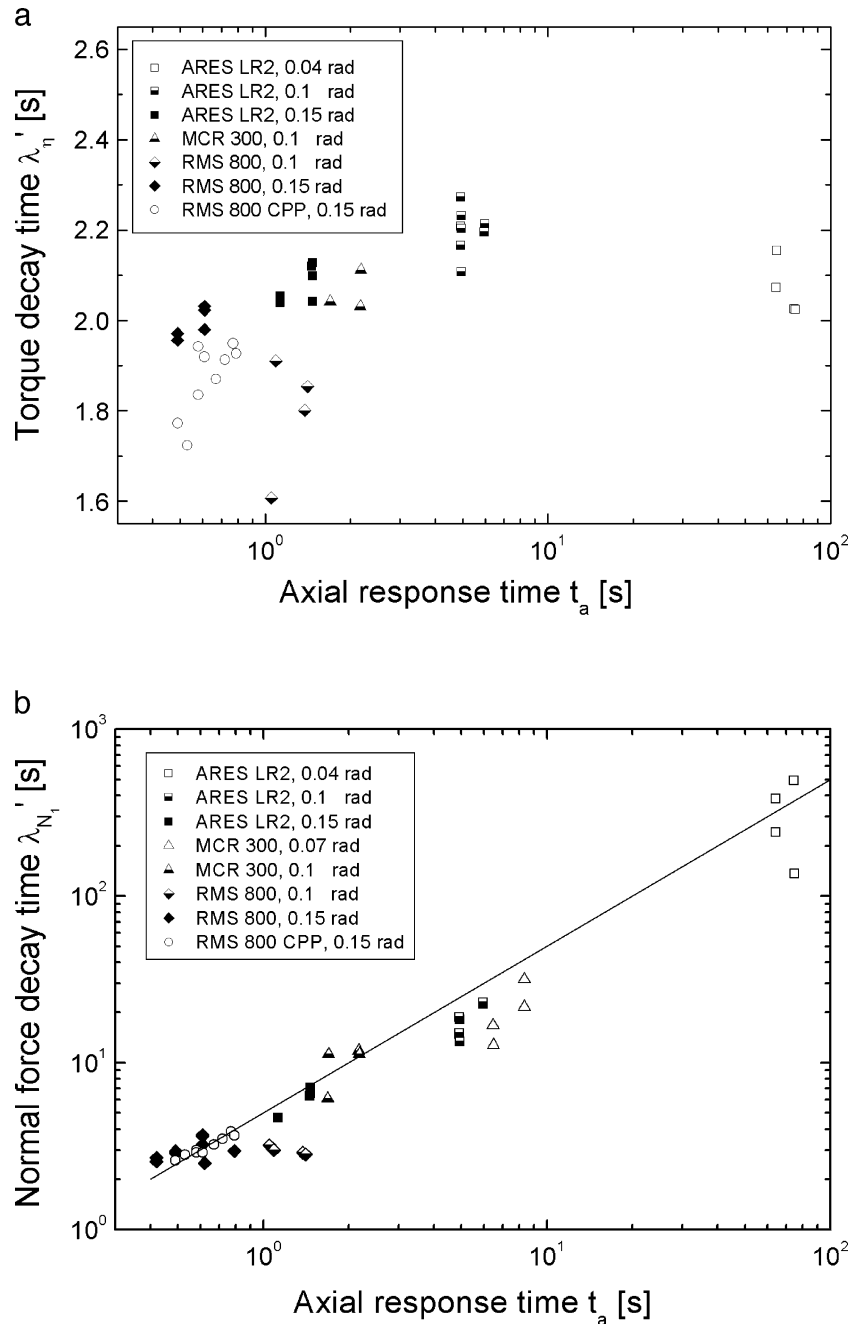 a
2.6
2.4
2.2
2.0
1.8
1.6
Torque decay time λη' [s]
ARES LR2, 0.04 rad
ARES LR2, 0.1 rad
ARES LR2, 0.15 rad
MCR 300, 0.1 rad
RMS 800, 0.1 rad
RMS 800, 0.15 rad
RMS 800 CPP, 0.15 rad
10^0
10^1
10^2
Axial response time t_a [s]
b
10^3
10^2
10^1
10^0
Normal force decay time λN1' [s]
ARES LR2, 0.04 rad
ARES LR2, 0.1 rad
ARES LR2, 0.15 rad
MCR 300, 0.07 rad
MCR 300, 0.1 rad
RMS 800, 0.1 rad
RMS 800, 0.15 rad
RMS 800 CPP, 0.15 rad
10^0
10^1
10^2
Axial response time t_a [s]